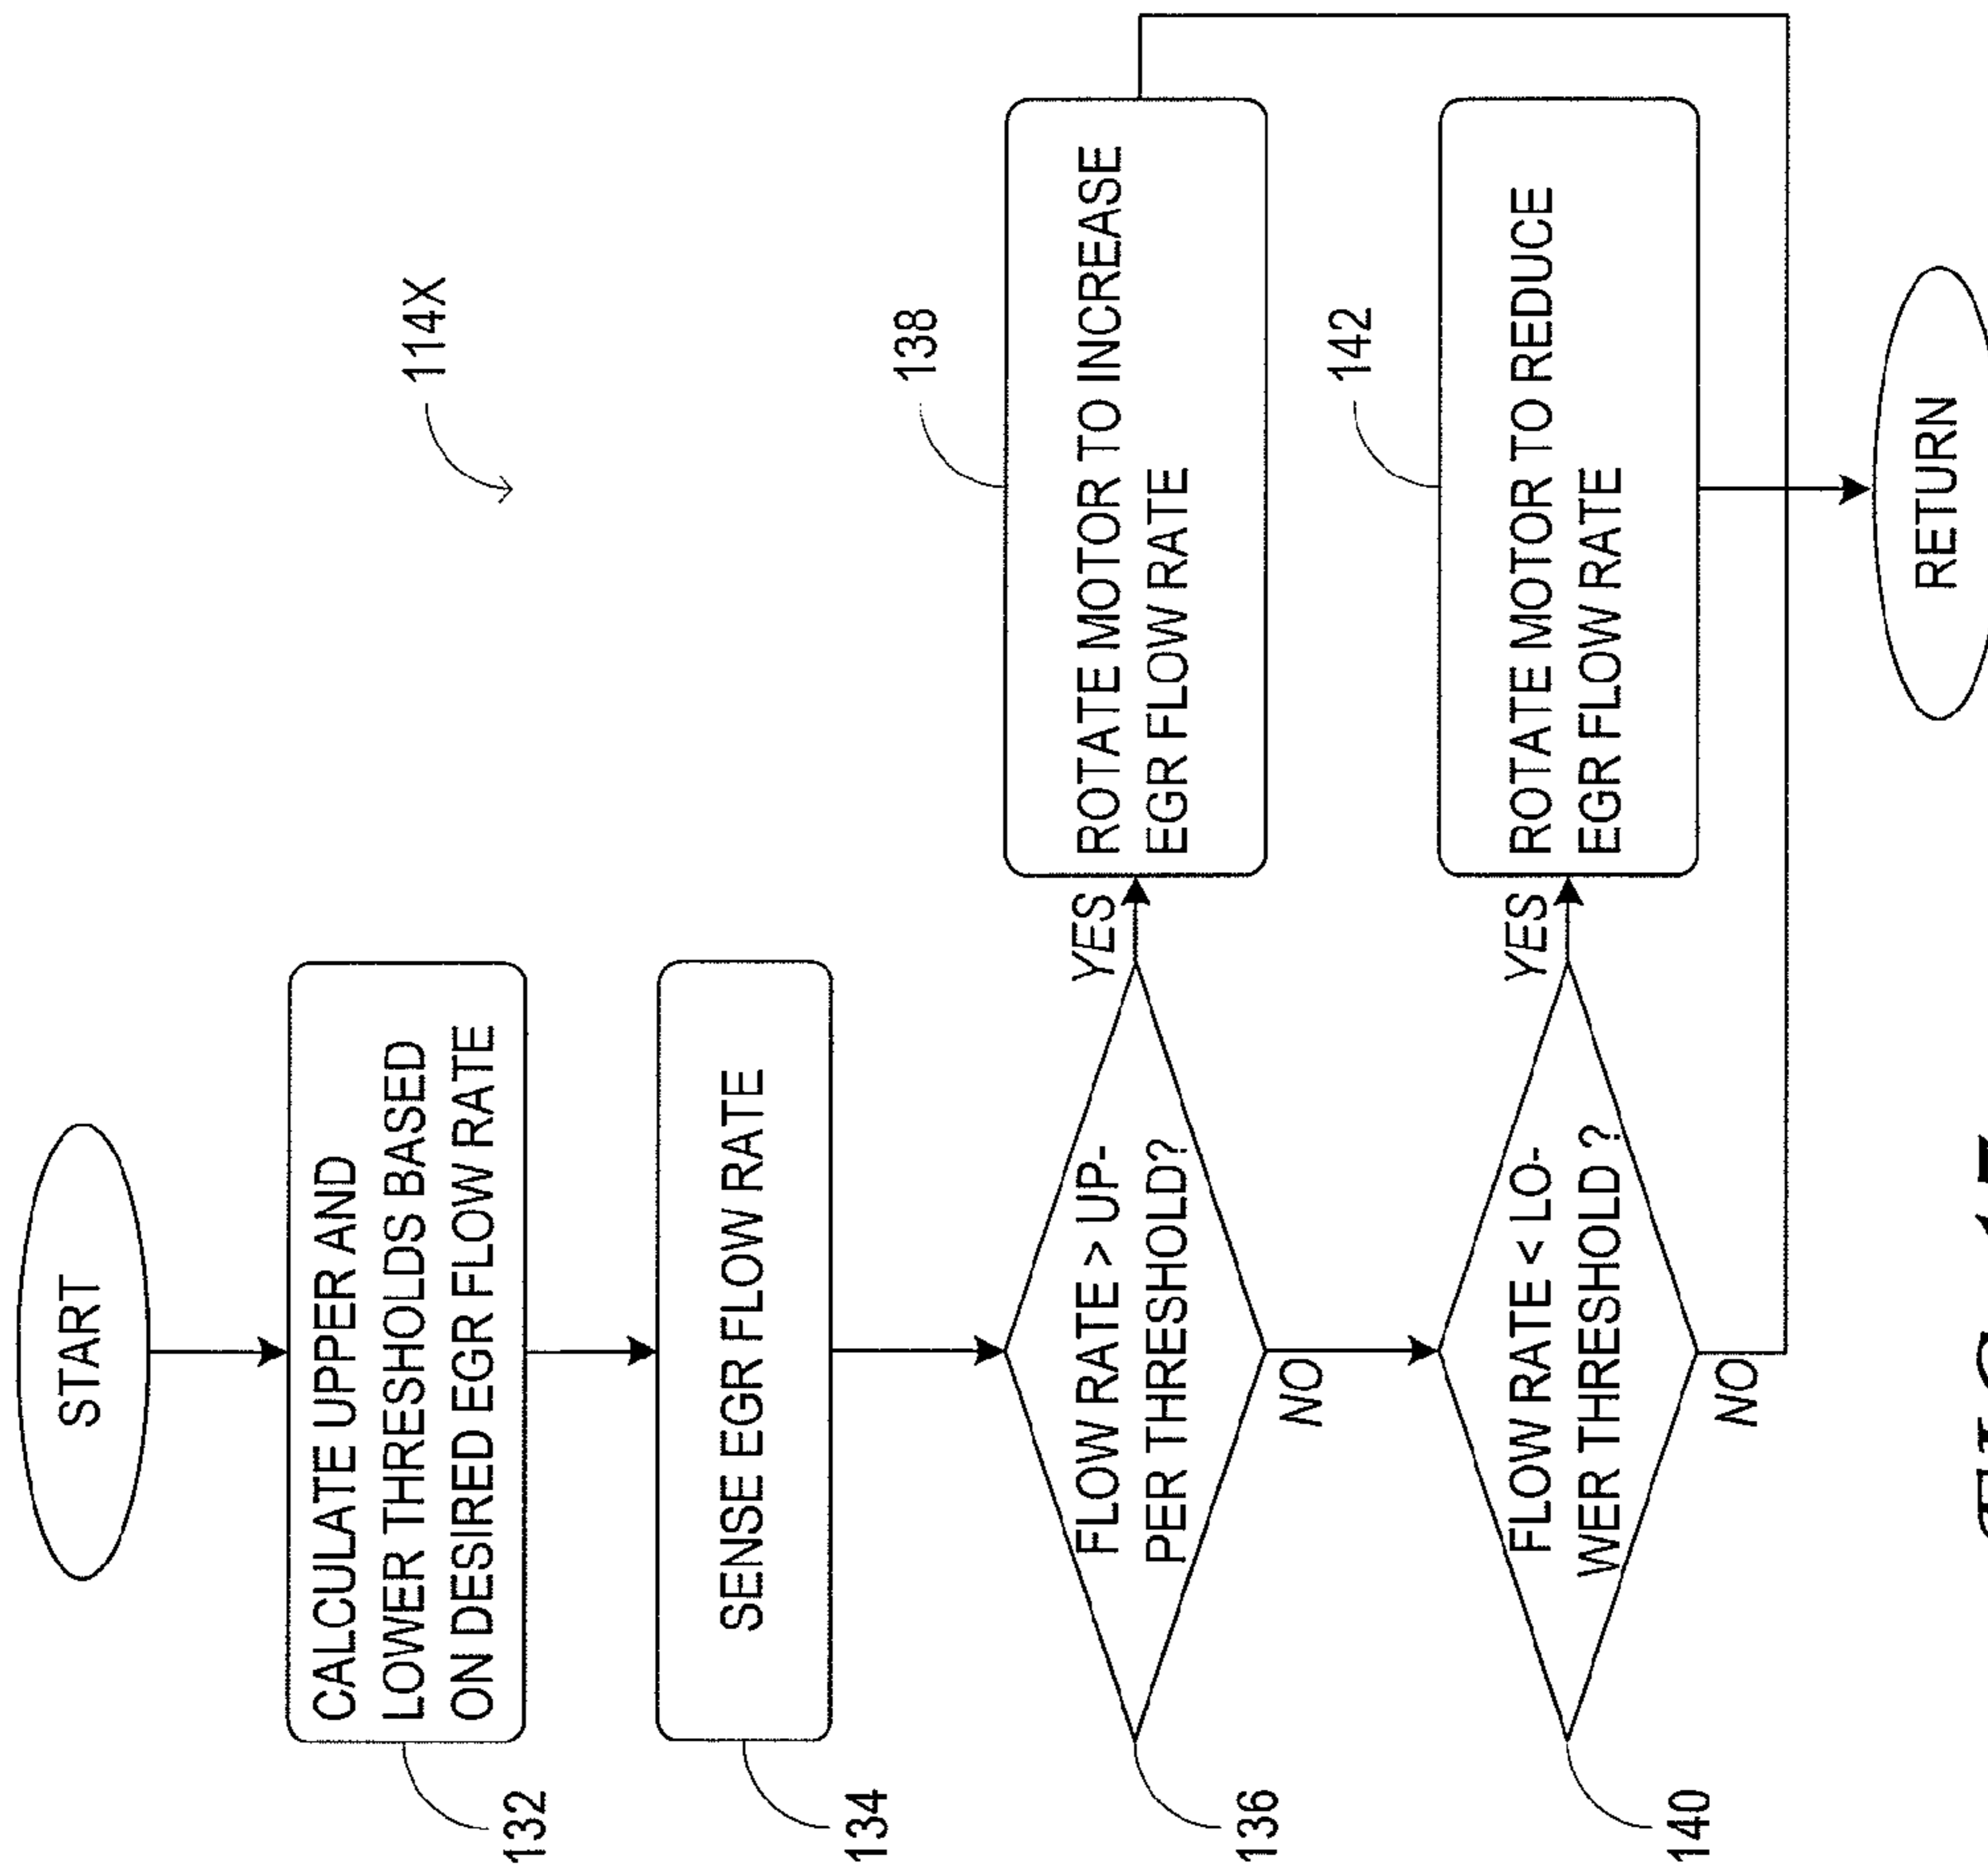 114X
START
CALCULATE UPPER AND
LOWER THRESHOLDS BASED
ON DESIRED EGR FLOW RATE
132
SENSE EGR FLOW RATE
134
FLOW RATE > UP-
PER THRESHOLD?
136
YES
NO
ROTATE MOTOR TO INCREASE
EGR FLOW RATE
138
FLOW RATE < LO-
WER THRESHOLD ?
140
YES
NO
ROTATE MOTOR TO REDUCE
EGR FLOW RATE
142
RETURN